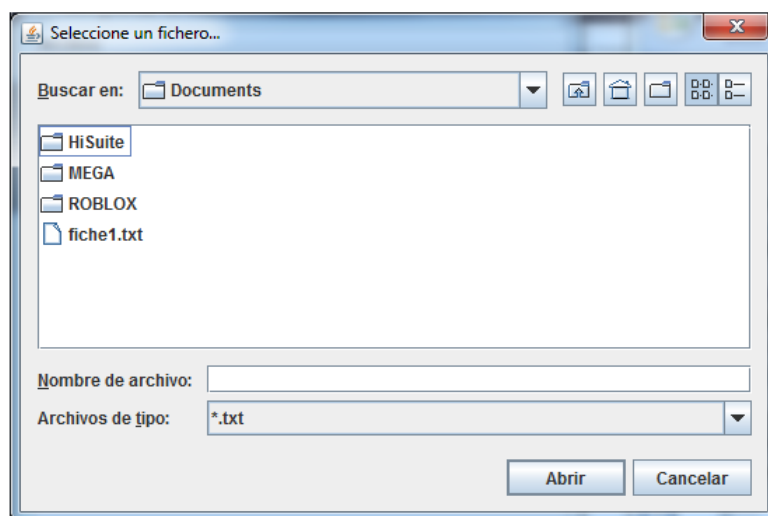 Seleccione un fichero...
Buscar en: Documents
HiSuite
MEGA
ROBLOX
fiche1.txt
Nombre de archivo:
Archivos de tipo: *.txt
Abrir Cancelar